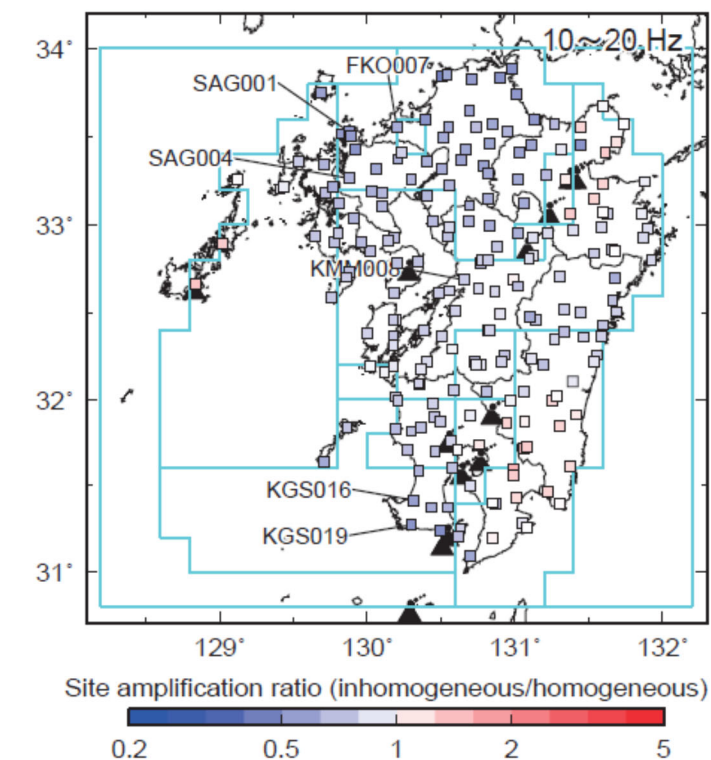 10~20 Hz
34°
FKO007
SAG001
SAG004
33°
KMM008
32°
KGS016
KGS019
31°
129° 130° 131° 132°
Site amplification ratio (inhomogeneous/homogeneous)
0.2 0.5 1 2 5